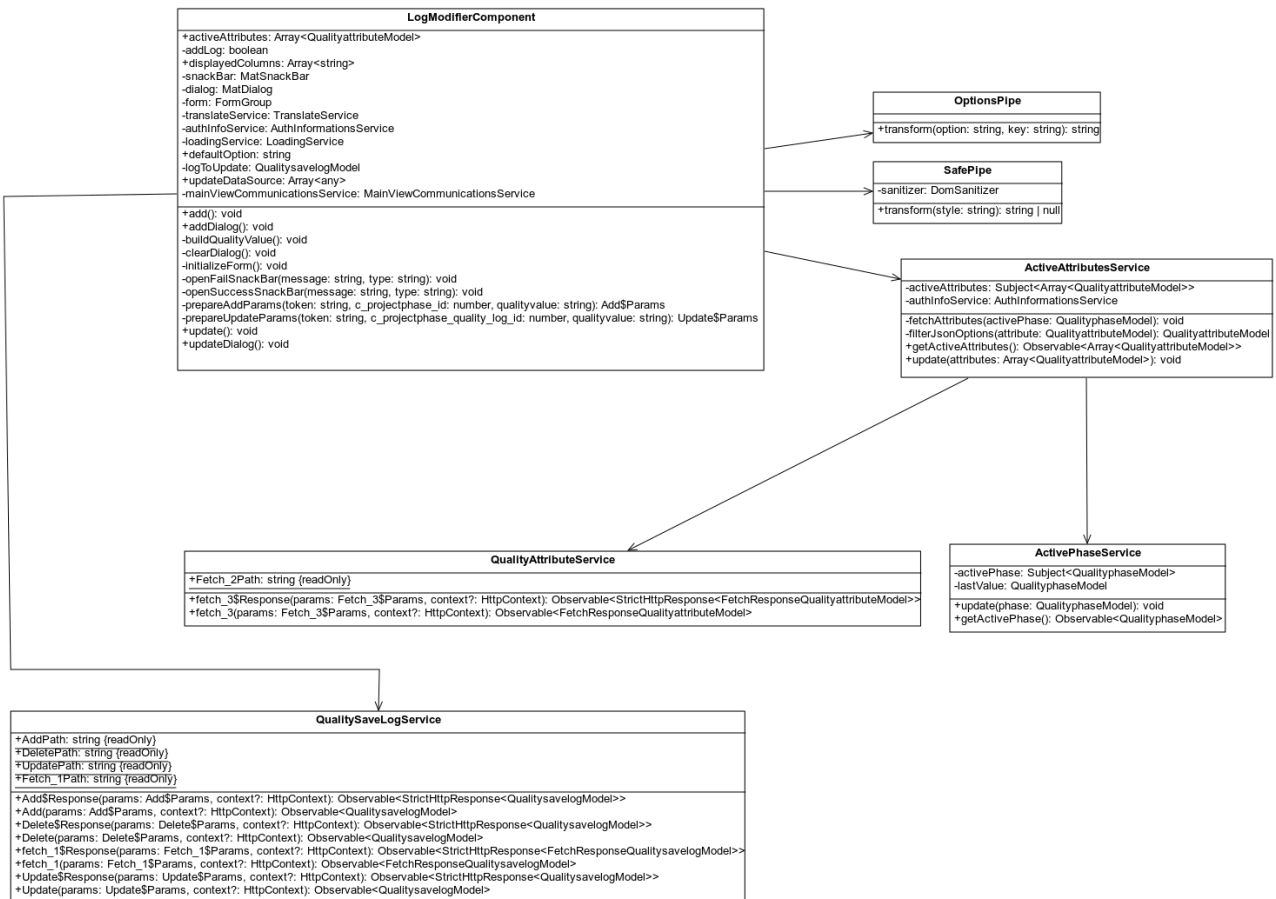 LogModifierComponent
+activeAttributes: Array<QualityattributeModel>
-addLog: boolean
+displayedColumns: Array<string>
-snackBar: MatSnackBar
-dialog: MatDialog
-form: FormGroup
-translateService: TranslateService
-authInfoService: AuthInformationsService
-loadingService: LoadingService
+defaultOption: string
-logToUpdate: QualitysavelogModel
+updateDataSource: Array<any>
-mainViewCommunicationsService: MainViewCommunicationsService
+add(): void
+addDialog(): void
-buildQualityValue(): void
-clearDialog(): void
-initializeForm(): void
-openFailSnackBar(message: string, type: string): void
-openSuccessSnackBar(message: string, type: string): void
-prepareAddParams(token: string, c_projectphase_id: number, qualityvalue: string): Add$Params
-prepareUpdateParams(token: string, c_projectphase_quality_log_id: number, qualityvalue: string): Update$Params
+update(): void
+updateDialog(): void
OptionsPipe
+transform(option: string, key: string): string
SafePipe
-sanitizer: DomSanitizer
+transform(style: string): string | null
ActiveAttributesService
-activeAttributes: Subject<Array<QualityattributeModel>>
-authInfoService: AuthInformationsService
-fetchAttributes(activePhase: QualityphaseModel): void
-filterJsonOptions(attribute: QualityattributeModel): QualityattributeModel
+getActiveAttributes(): Observable<Array<QualityattributeModel>>
+update(attributes: Array<QualityattributeModel>): void
QualityAttributeService
+Fetch_2Path: string {readOnly}
+fetch_3$Response(params: Fetch_3$Params, context?: HttpContext): Observable<StrictHttpResponse<FetchResponseQualityattributeModel>>
+fetch_3(params: Fetch_3$Params, context?: HttpContext): Observable<FetchResponseQualityattributeModel>
ActivePhaseService
-activePhase: Subject<QualityphaseModel>
-lastValue: QualityphaseModel
+update(phase: QualityphaseModel): void
+getActivePhase(): Observable<QualityphaseModel>
QualitySaveLogService
+AddPath: string {readOnly}
+DeletePath: string {readOnly}
+UpdatePath: string {readOnly}
+Fetch_1Path: string {readOnly}
+Add$Response(params: Add$Params, context?: HttpContext): Observable<StrictHttpResponse<QualitysavelogModel>>
+Add(params: Add$Params, context?: HttpContext): Observable<QualitysavelogModel>
+Delete$Response(params: Delete$Params, context?: HttpContext): Observable<StrictHttpResponse<QualitysavelogModel>>
+Delete(params: Delete$Params, context?: HttpContext): Observable<QualitysavelogModel>
+fetch_1$Response(params: Fetch_1$Params, context?: HttpContext): Observable<StrictHttpResponse<FetchResponseQualitysavelogModel>>
+fetch_1(params: Fetch_1$Params, context?: HttpContext): Observable<FetchResponseQualitysavelogModel>
+Update$Response(params: Update$Params, context?: HttpContext): Observable<StrictHttpResponse<QualitysavelogModel>>
+Update(params: Update$Params, context?: HttpContext): Observable<QualitysavelogModel>